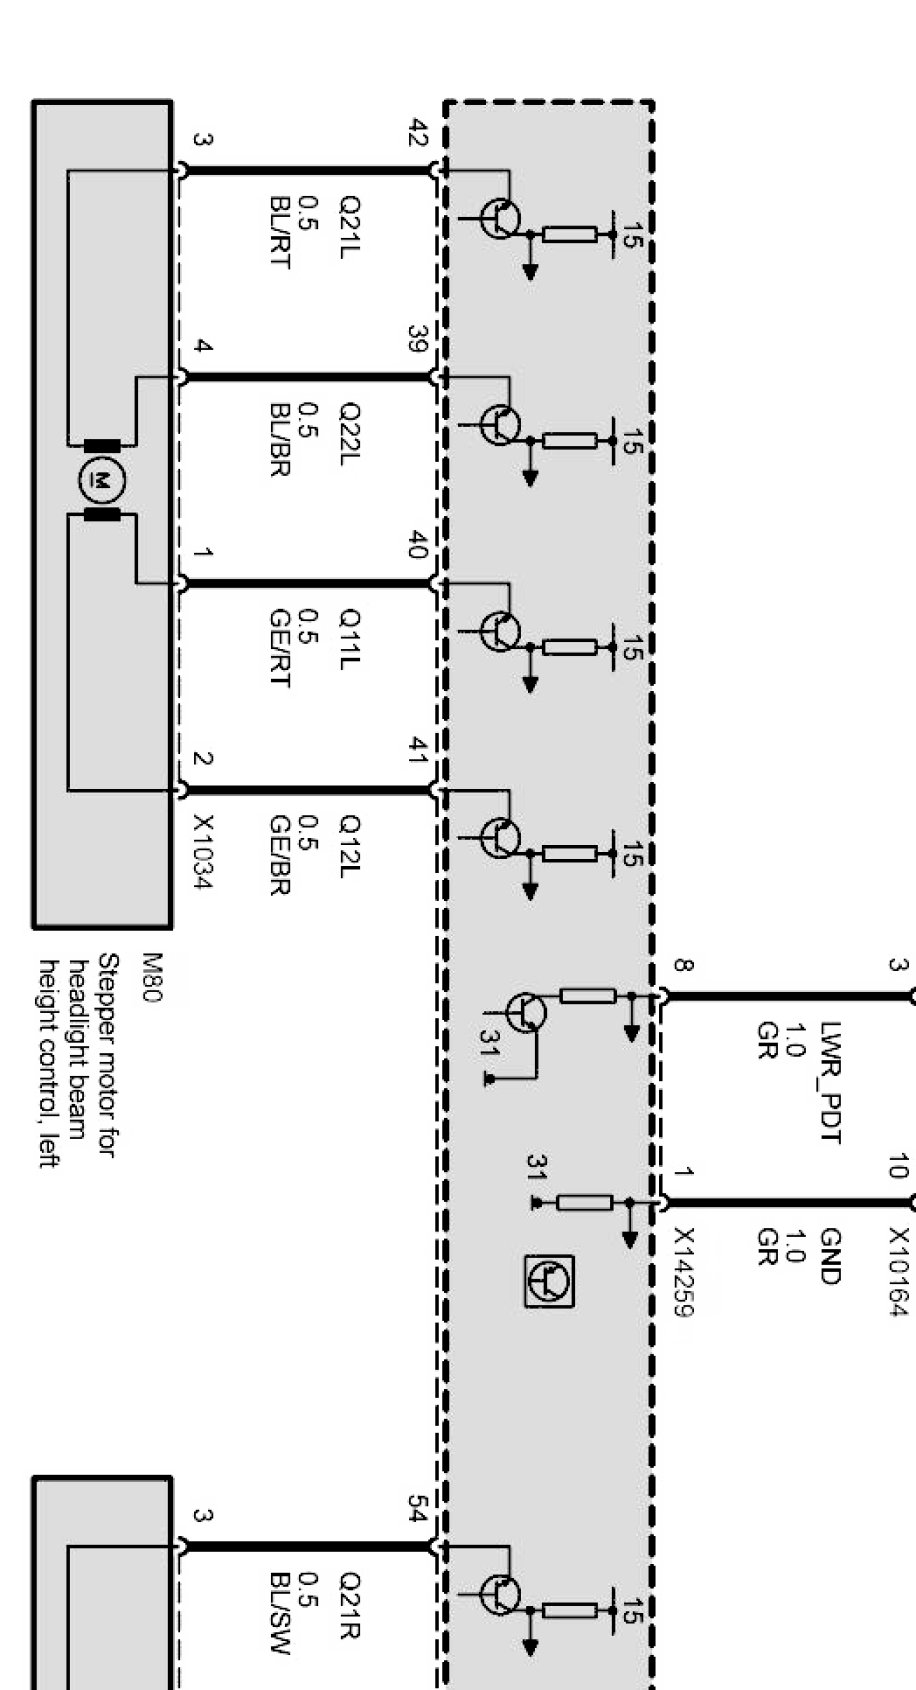 3
LWR_PDT
1.0
GR
10
X10164
GND
1.0
GR
8
1
X14259
15
15
15
15
31
31
15
42
Q21L
0.5
BL/RT
39
Q22L
0.5
BL/BR
40
Q11L
0.5
GE/RT
41
Q12L
0.5
GE/BR
54
Q21R
0.5
BL/SW
3
4
1
2
X1034
3
M
M80
Stepper motor for
headlight beam
height control, left